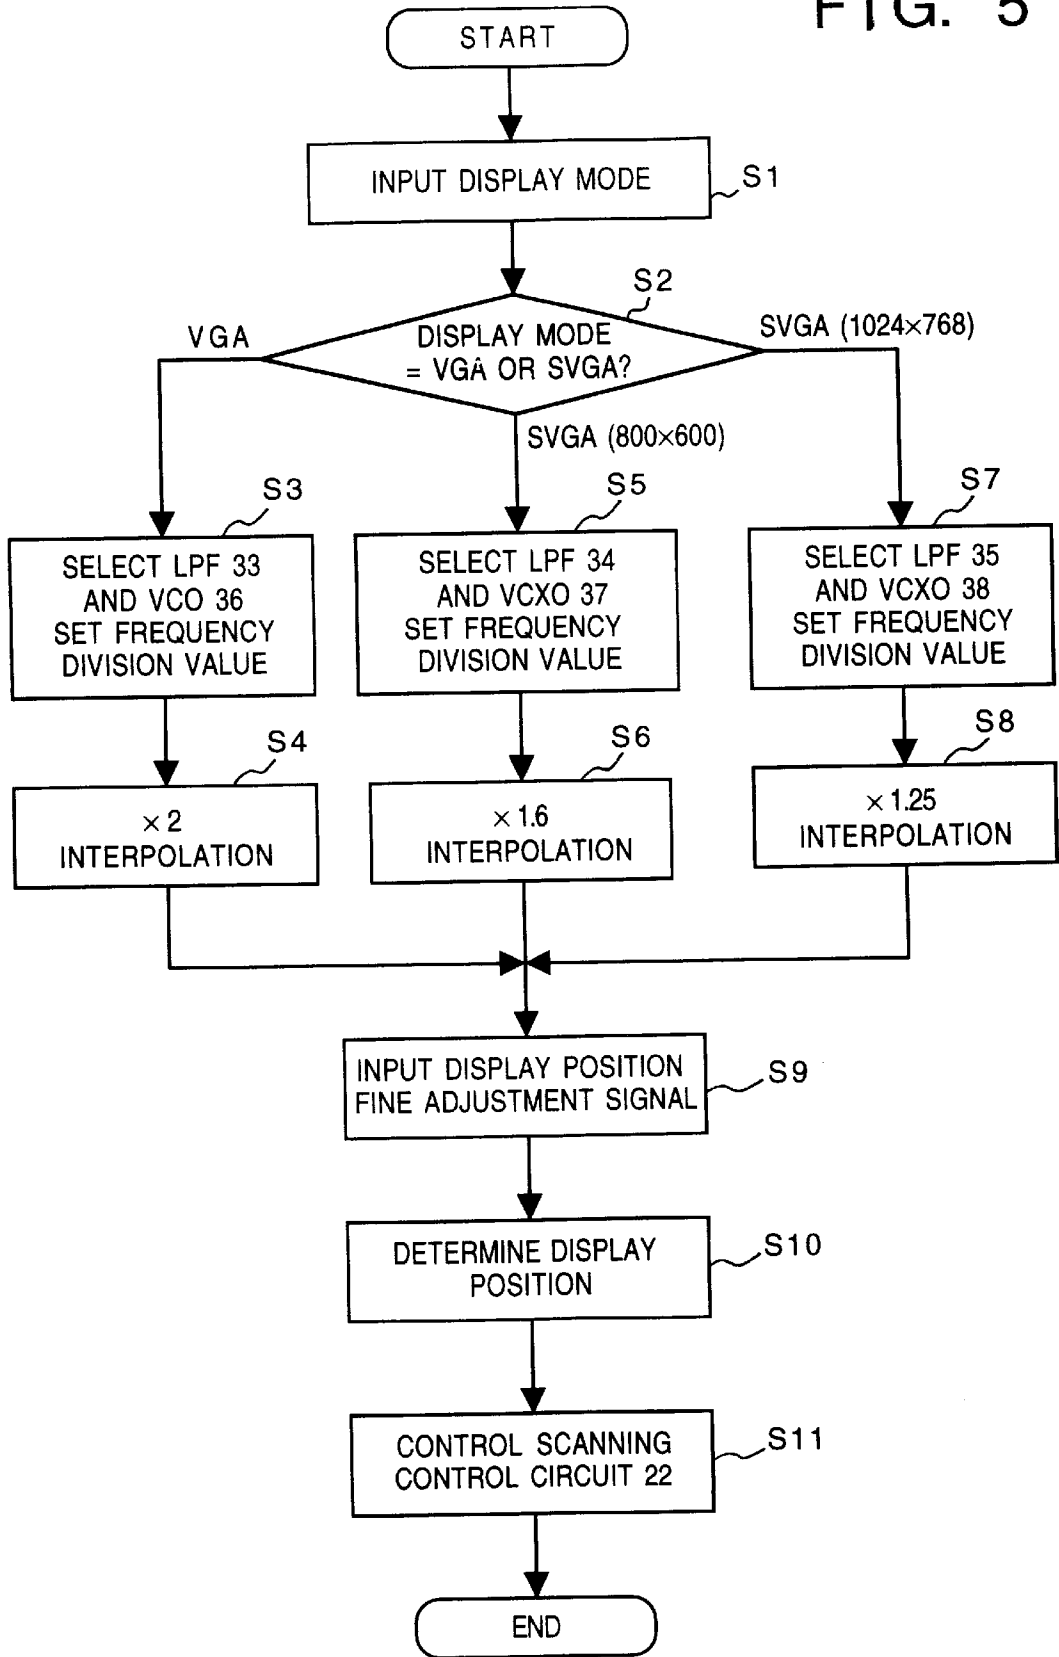 FIG. 5
START
INPUT DISPLAY MODE
S1
S2
DISPLAY MODE
= VGA OR SVGA?
VGA
SVGA (1024×768)
SVGA (800×600)
S3
SELECT LPF 33
AND VCO 36
SET FREQUENCY
DIVISION VALUE
S5
SELECT LPF 34
AND VCXO 37
SET FREQUENCY
DIVISION VALUE
S7
SELECT LPF 35
AND VCXO 38
SET FREQUENCY
DIVISION VALUE
S4
×2
INTERPOLATION
S6
×1.6
INTERPOLATION
S8
×1.25
INTERPOLATION
INPUT DISPLAY POSITION
FINE ADJUSTMENT SIGNAL
S9
DETERMINE DISPLAY
POSITION
S10
CONTROL SCANNING
CONTROL CIRCUIT 22
S11
END